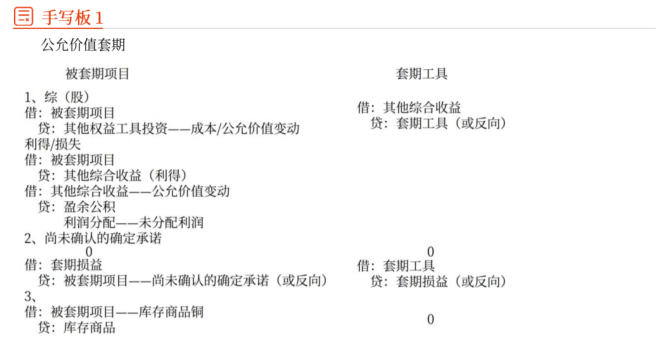 手写板 1
公允价值套期
被套期项目
套期工具
1、综（股）
借：被套期项目
贷：其他权益工具投资——成本/公允价值变动
利得/损失
借：被套期项目
贷：其他综合收益（利得）
借：其他综合收益——公允价值变动
贷：盈余公积
利润分配——未分配利润
借：其他综合收益
贷：套期工具（或反向）
2、尚未确认的确定承诺
0
借：套期损益
贷：被套期项目——尚未确认的确定承诺（或反向）
0
借：套期工具
贷：套期损益（或反向）
3、
借：被套期项目——库存商品铜
贷：库存商品
0